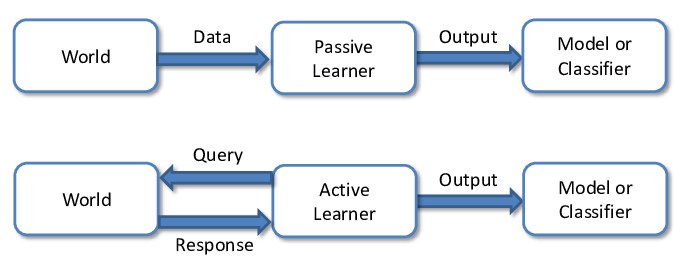 Data
Output
World
Passive
Learner
Model or
Classifier
Query
Output
World
Active
Learner
Model or
Classifier
Response